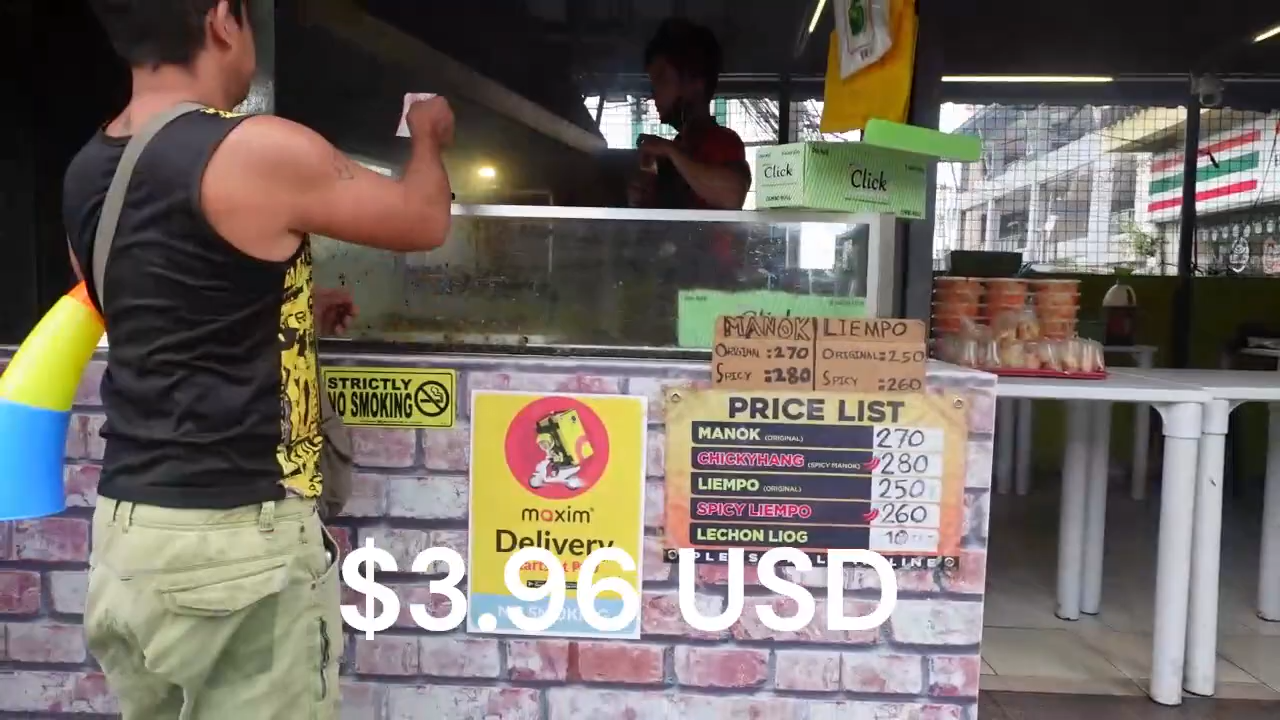 Click
Click
MANOK
ORIGINAL :270
SPICY :280
LIEMPO
ORIGINAL:250
SPICY :260
STRICTLY
NO SMOKING
maxim
Delivery
PRICE LIST
MANOK (ORIGINAL) 270
CHICKYHANG (SPICY MANOK) 280
LIEMPO (ORIGINAL) 250
SPICY LIEMPO 260
LECHON LIOG 10
$3.96 USD